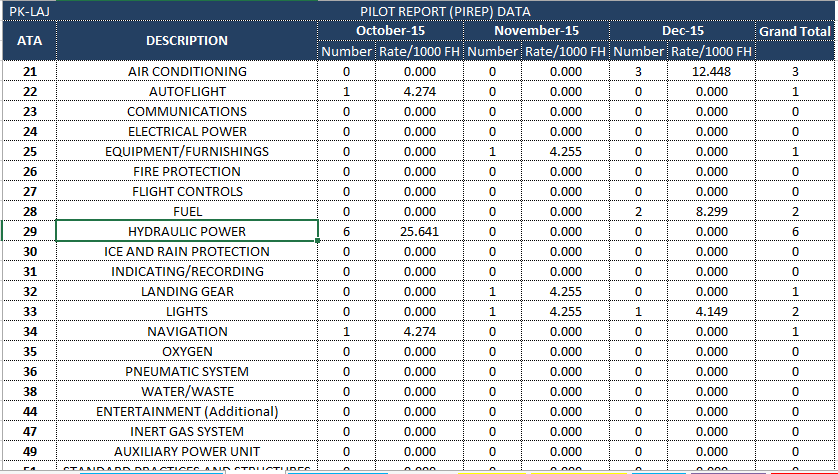 PK-LAJ PILOT REPORT (PIREP) DATA
ATA DESCRIPTION October-15 November-15 Dec-15 Grand Total
Number Rate/1000 FH Number Rate/1000 FH Number Rate/1000 FH
21 AIR CONDITIONING 0 0.000 0 0.000 3 12.448 3
22 AUTOFLIGHT 1 4.274 0 0.000 0 0.000 1
23 COMMUNICATIONS 0 0.000 0 0.000 0 0.000 0
24 ELECTRICAL POWER 0 0.000 0 0.000 0 0.000 0
25 EQUIPMENT/FURNISHINGS 0 0.000 1 4.255 0 0.000 1
26 FIRE PROTECTION 0 0.000 0 0.000 0 0.000 0
27 FLIGHT CONTROLS 0 0.000 0 0.000 0 0.000 0
28 FUEL 0 0.000 0 0.000 2 8.299 2
29 HYDRAULIC POWER 6 25.641 0 0.000 0 0.000 6
30 ICE AND RAIN PROTECTION 0 0.000 0 0.000 0 0.000 0
31 INDICATING/RECORDING 0 0.000 0 0.000 0 0.000 0
32 LANDING GEAR 0 0.000 1 4.255 0 0.000 1
33 LIGHTS 0 0.000 1 4.255 1 4.149 2
34 NAVIGATION 1 4.274 0 0.000 0 0.000 1
35 OXYGEN 0 0.000 0 0.000 0 0.000 0
36 PNEUMATIC SYSTEM 0 0.000 0 0.000 0 0.000 0
38 WATER/WASTE 0 0.000 0 0.000 0 0.000 0
44 ENTERTAINMENT (Additional) 0 0.000 0 0.000 0 0.000 0
47 INERT GAS SYSTEM 0 0.000 0 0.000 0 0.000 0
49 AUXILIARY POWER UNIT 0 0.000 0 0.000 0 0.000 0
51 STANDARD PRACTICES AND STRUCTURES 0 0.000 0 0.000 0 0.000 0